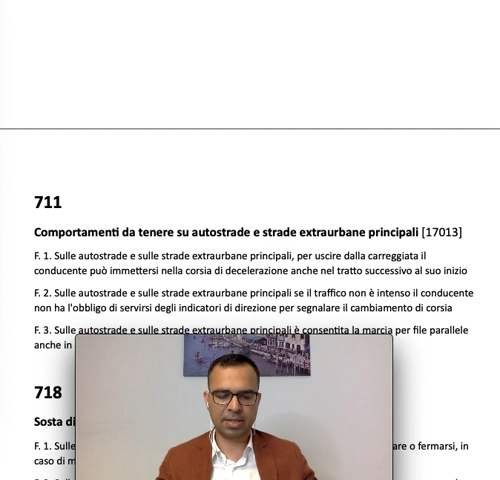 711
Comportamenti da tenere su autostrade e strade extraurbane principali [17013]
F. 1. Sulle autostrade e sulle strade extraurbane principali, per uscire dalla carreggiata il
conducente può immettersi nella corsia di decelerazione anche nel tratto successivo al suo inizio
F. 2. Sulle autostrade e sulle strade extraurbane principali se il traffico non è intenso il conducente
non ha l'obbligo di servirsi degli indicatori di direzione per segnalare il cambiamento di corsia
F. 3. Sulle autostrade e sulle strade extraurbane principali è consentita la marcia per file parallele
anche in
718
Sosta di
F. 1. Sulle are o fermarsi, in
caso di m